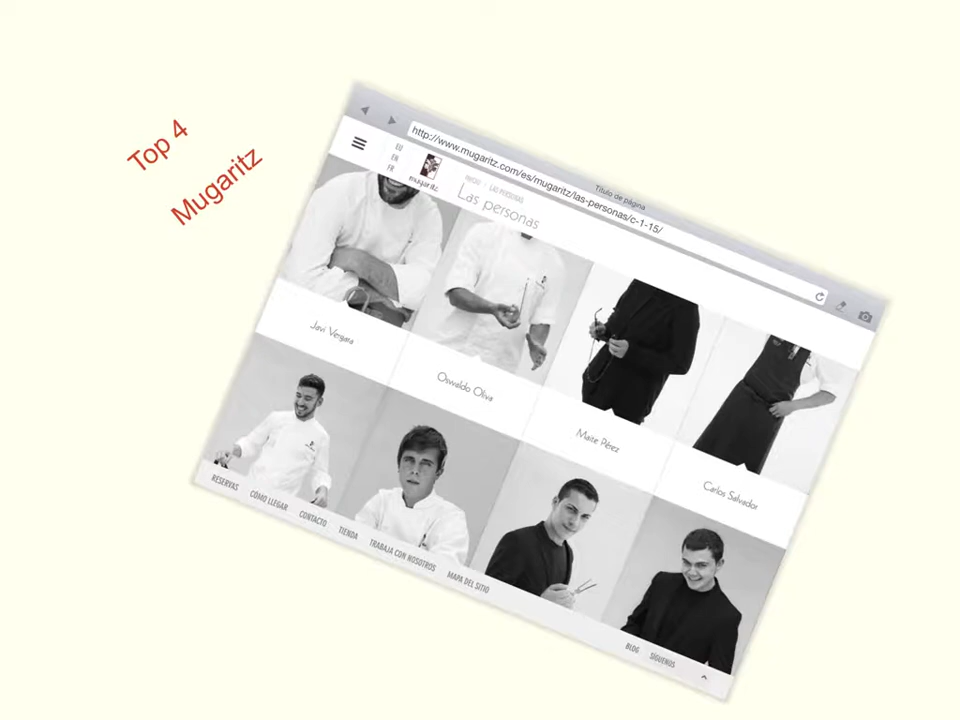 Top 4
Mugaritz
Título de página
http://www.mugaritz.com/es/mugaritz/las-personas/c-1-15/
EU
EN
FR
mugaritz
INICIO > LAS PERSONAS
Las personas
Javi Vergara
Oswaldo Oliva
Maite Pérez
Carlos Salvador
RESERVAS CÓMO LLEGAR CONTACTO TIENDA TRABAJA CON NOSOTROS MAPA DEL SITIO
BLOG SÍGUENOS